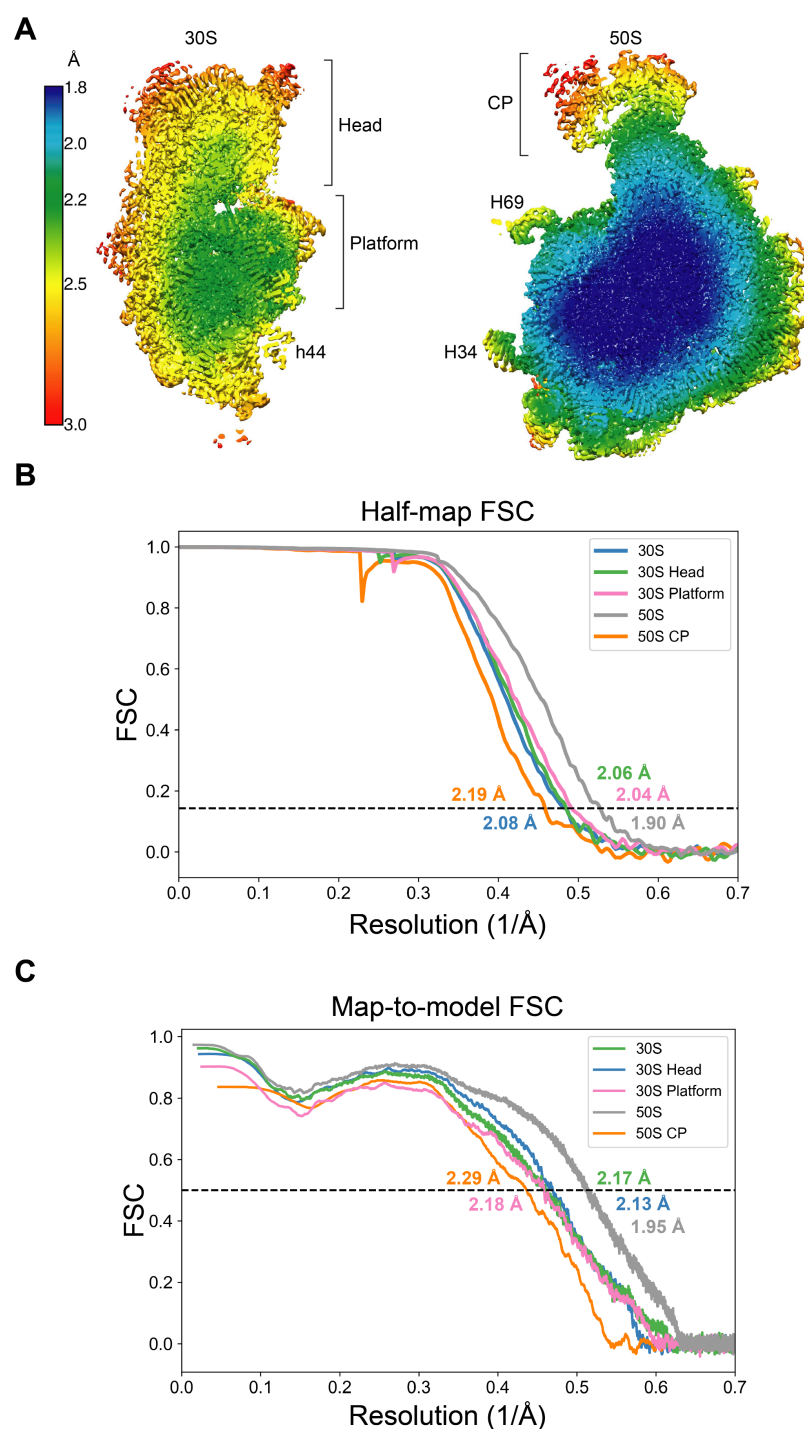 A
30S
50S
Å
1.8
2.0
2.2
2.5
3.0
Head
Platform
h44
CP
H69
H34
B
Half-map FSC
30S
30S Head
30S Platform
50S
50S CP
FSC
1.0
0.8
0.6
0.4
0.2
0.0
2.06 Å
2.19 Å
2.04 Å
2.08 Å
1.90 Å
0.0 0.1 0.2 0.3 0.4 0.5 0.6 0.7
Resolution (1/Å)
C
Map-to-model FSC
30S
30S Head
30S Platform
50S
50S CP
FSC
1.0
0.8
0.6
0.4
0.2
0.0
2.29 Å
2.17 Å
2.18 Å
2.13 Å
1.95 Å
0.0 0.1 0.2 0.3 0.4 0.5 0.6 0.7
Resolution (1/Å)